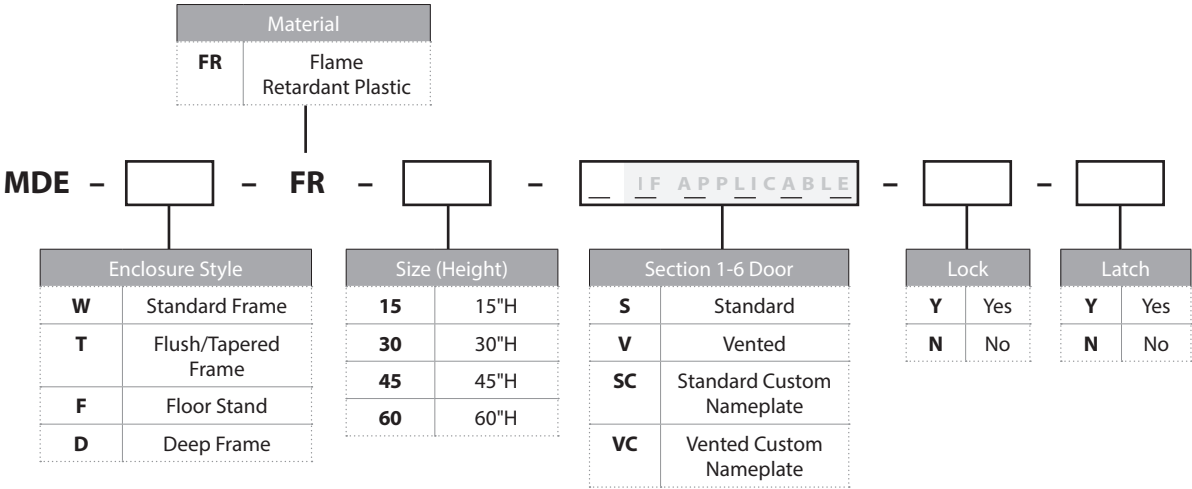 Material
FR Flame
Retardant Plastic
MDE – – FR – – _ IF APPLICABLE – –
Enclosure Style
W Standard Frame
T Flush/Tapered
Frame
F Floor Stand
D Deep Frame
Size (Height)
15 15"H
30 30"H
45 45"H
60 60"H
Section 1-6 Door
S Standard
V Vented
SC Standard Custom
Nameplate
VC Vented Custom
Nameplate
Lock
Y Yes
N No
Latch
Y Yes
N No